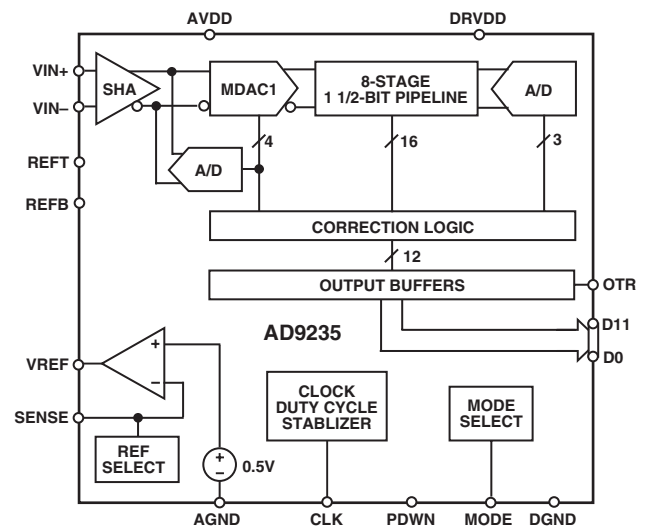 AVDD
DRVDD
VIN+
VIN–
SHA
MDAC1
8-STAGE
1 1/2-BIT PIPELINE
A/D
4
16
3
A/D
REFT
REFB
CORRECTION LOGIC
12
OUTPUT BUFFERS
OTR
AD9235
D11
D0
VREF
+
–
SENSE
REF
SELECT
+
–
0.5V
CLOCK
DUTY CYCLE
STABLIZER
MODE
SELECT
AGND
CLK
PDWN
MODE
DGND